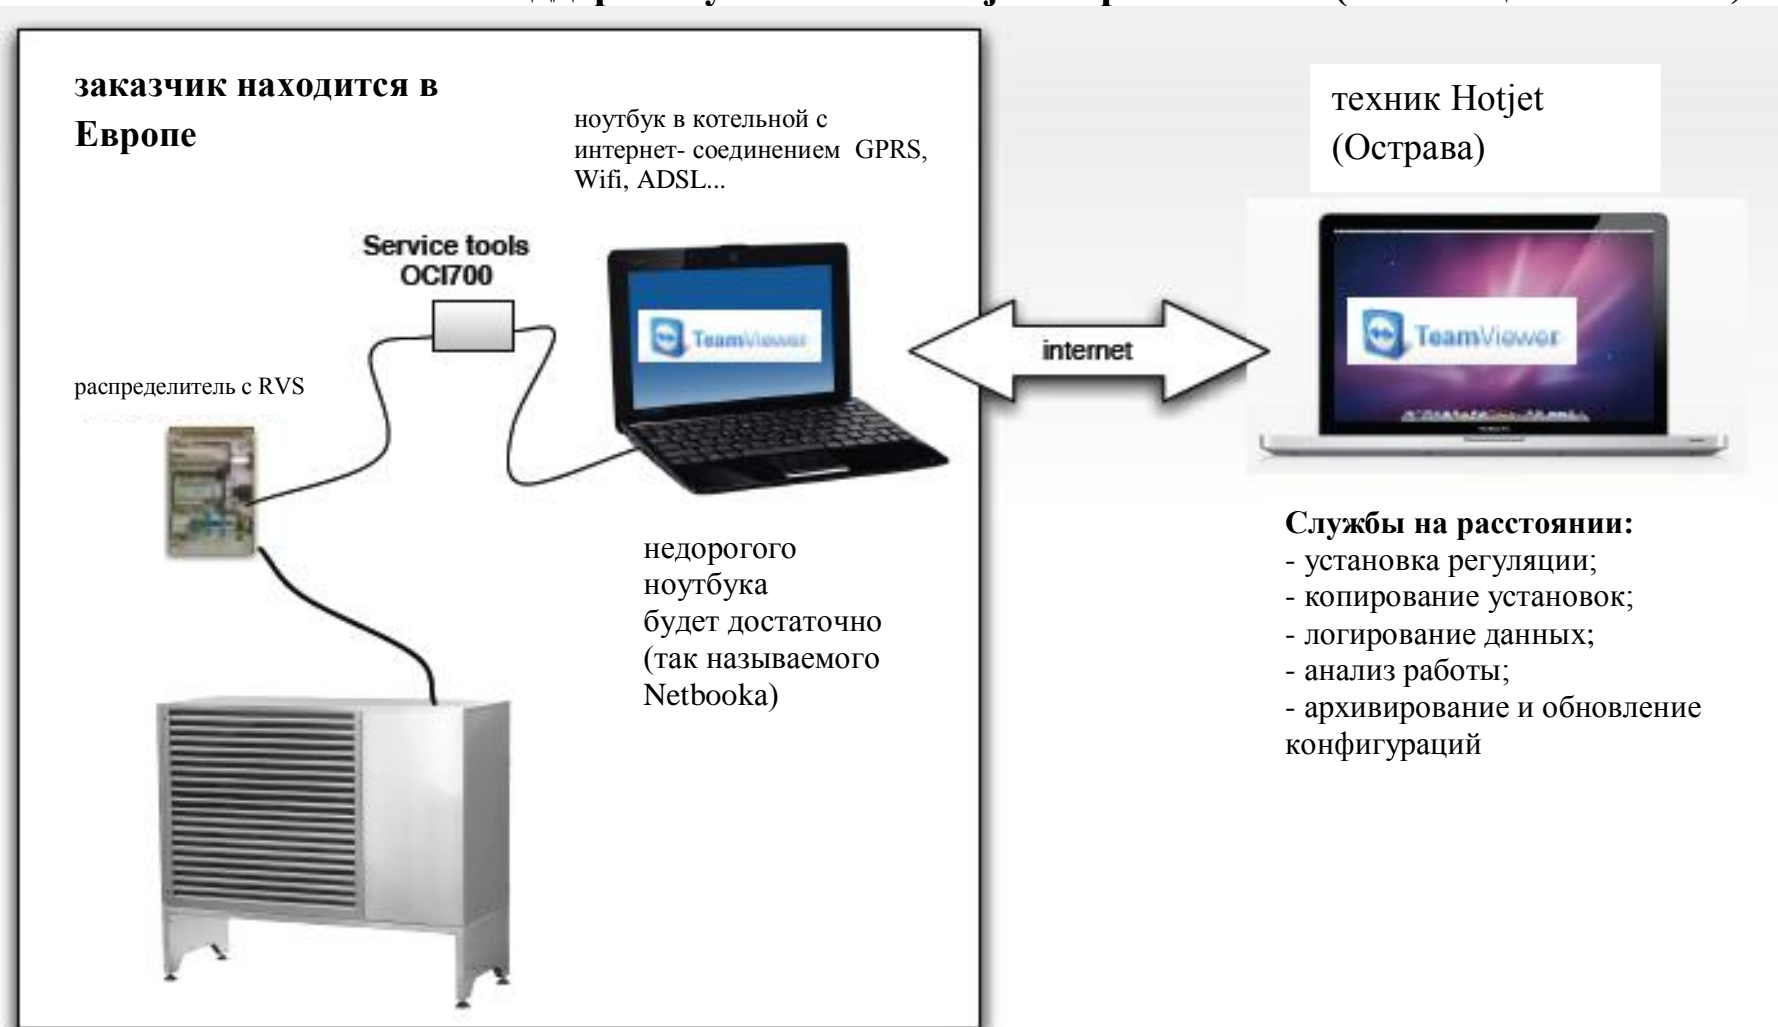 заказчик находится в
Европе
ноутбук в котельной с
интернет- соединением GPRS,
Wifi, ADSL...
Service tools
OCI700
TeamViewer
распределитель с RVS
недорогого
ноутбука
будет достаточно
(так называемого
Netbooka)
internet
техник Hotjet
(Острава)
TeamViewer
Службы на расстоянии:
- установка регуляции;
- копирование установок;
- логирование данных;
- анализ работы;
- архивирование и обновление
конфигураций